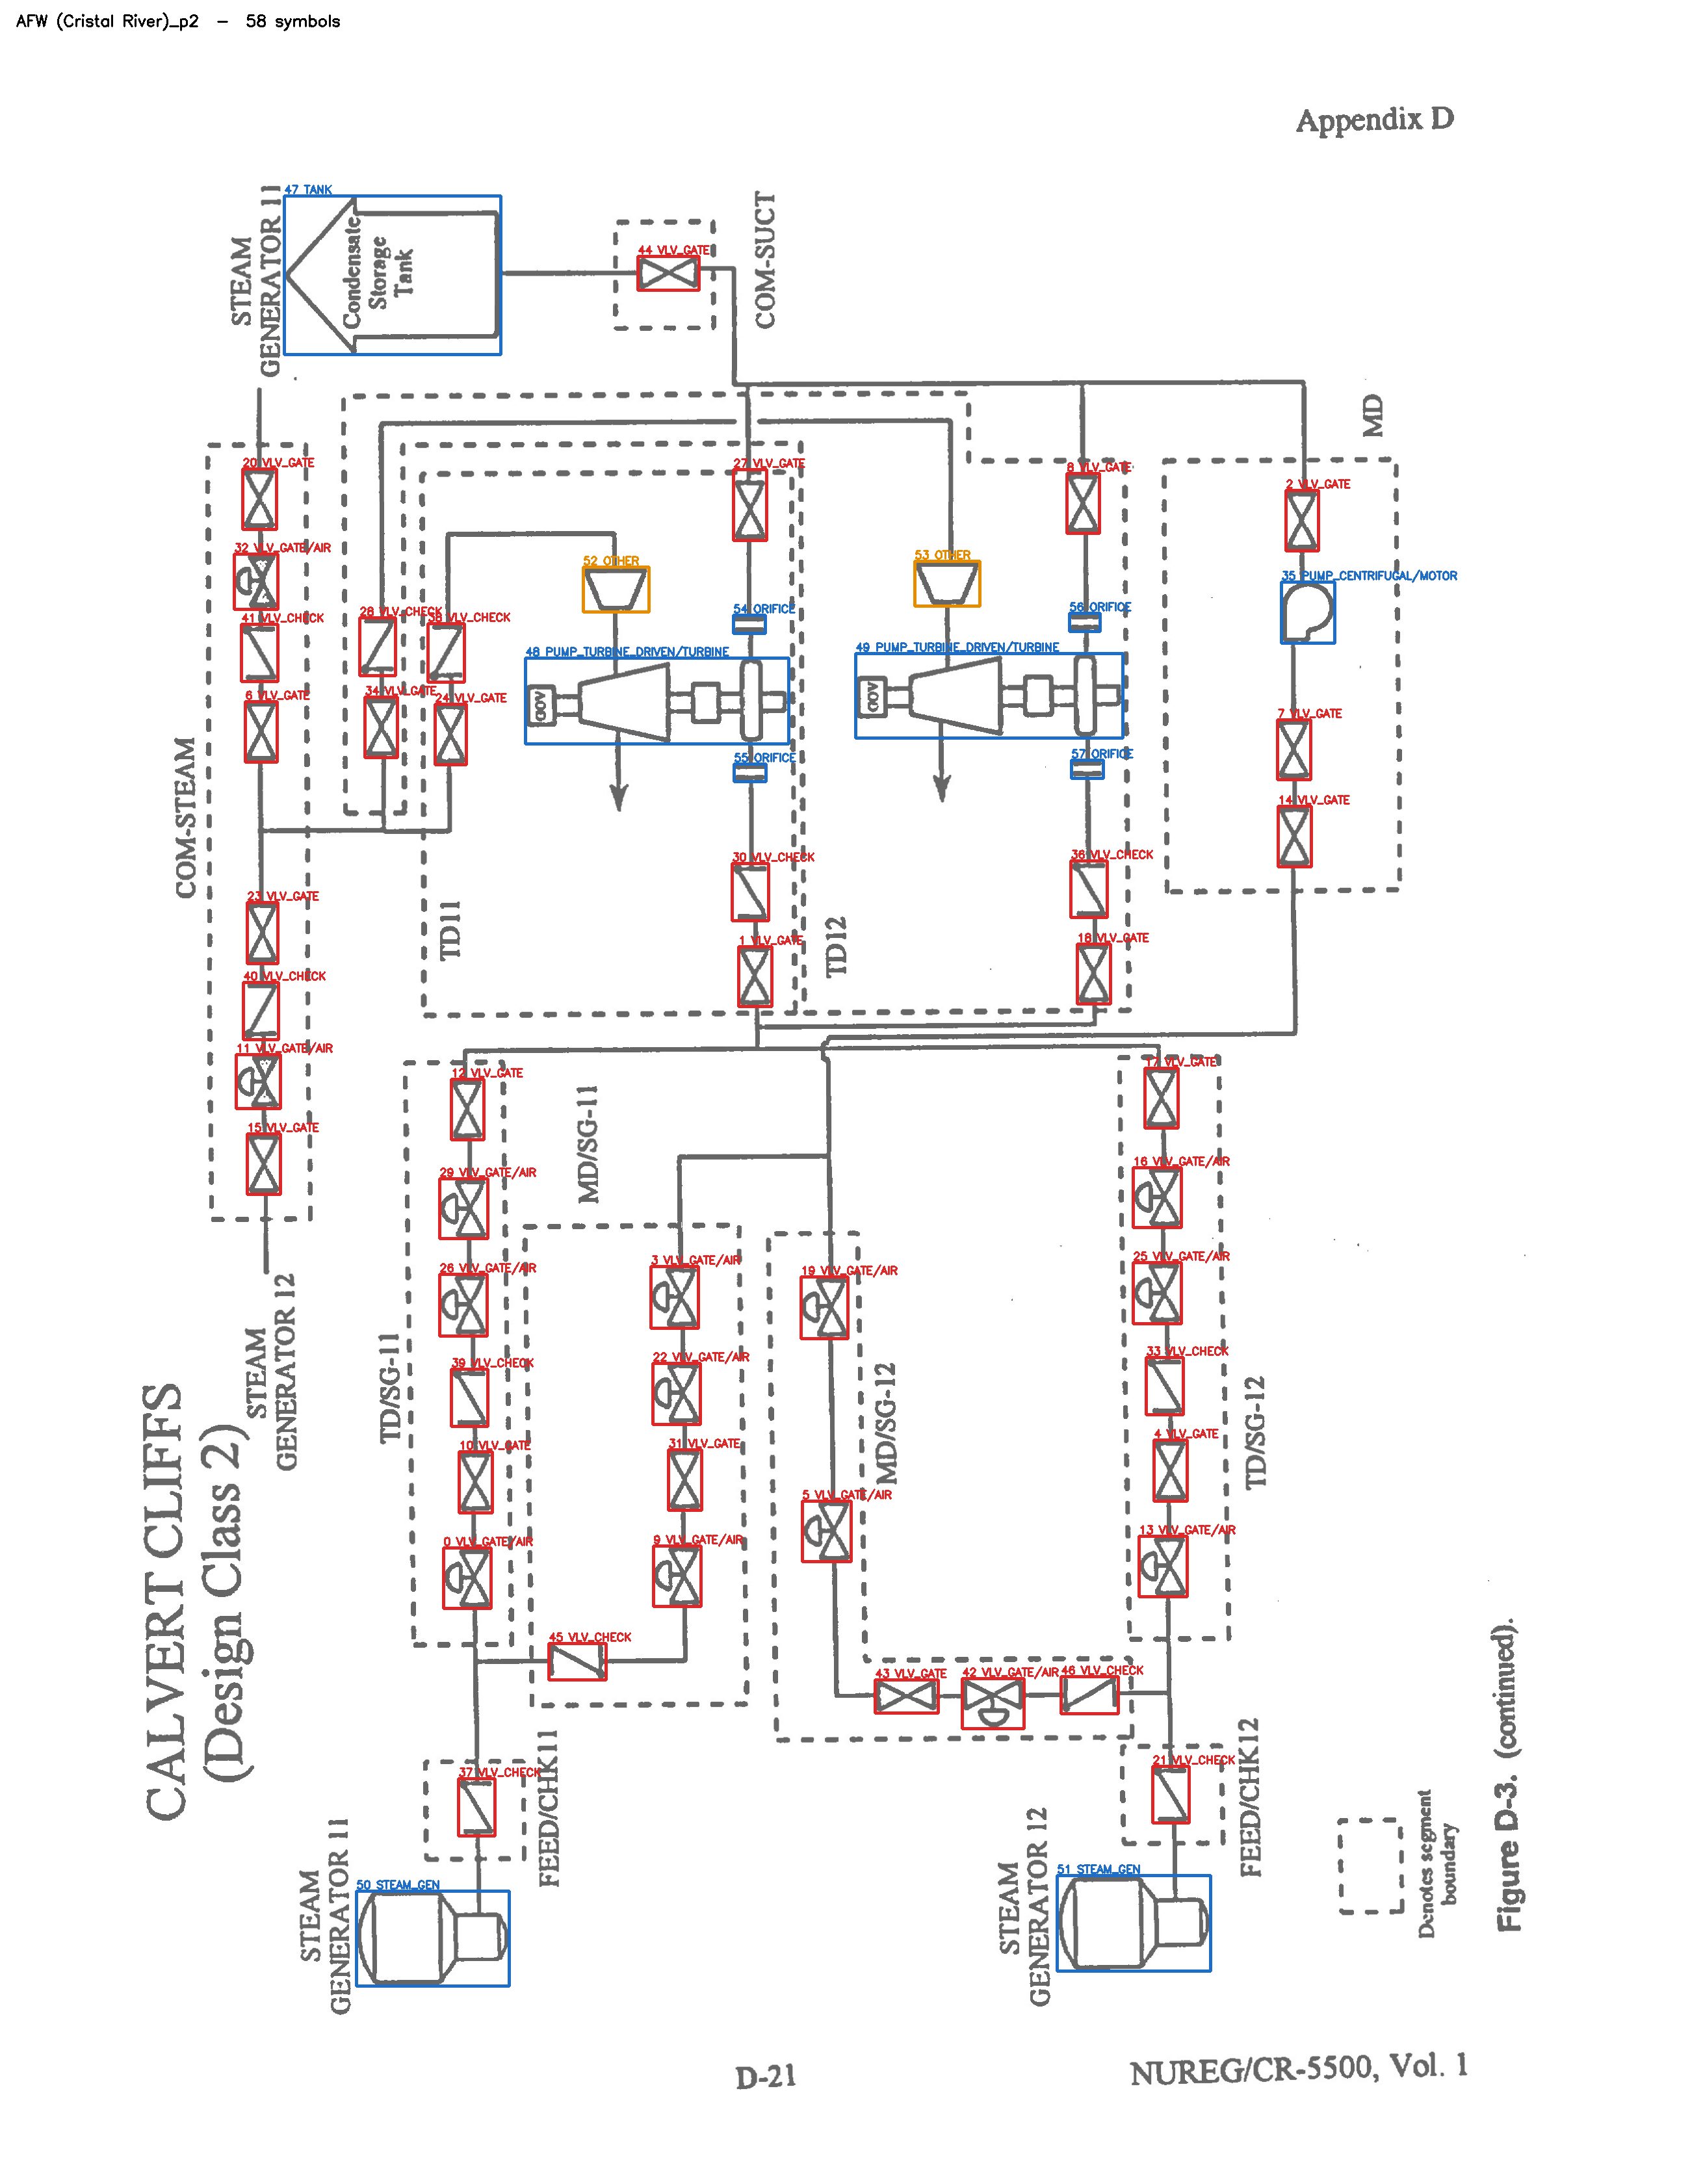 AFW (Cristal River)_p2 - 58 symbols
Appendix D
47 TANK
STEAM
GENERATOR 11
Condensate
Storage
Tank
44 VLV_GATE
COM-SUCT
MD
20 VLV_GATE
27 VLV_GATE
8 VLV_GATE
2 VLV_GATE
32 VLV_GATE/AIR
52 OTHER
53 OTHER
35 PUMP_CENTRIFUGAL/MOTOR
41 VLV_CHECK
28 VLV_CHECK
38 VLV_CHECK
54 ORIFICE
56 ORIFICE
48 PUMP_TURBINE_DRIVEN/TURBINE
49 PUMP_TURBINE_DRIVEN/TURBINE
GOV
GOV
6 VLV_GATE
34 VLV_GATE
24 VLV_GATE
7 VLV_GATE
55 ORIFICE
57 ORIFICE
14 VLV_GATE
COM-STEAM
30 VLV_CHECK
36 VLV_CHECK
23 VLV_GATE
TD11
TD12
1 VLV_GATE
18 VLV_GATE
40 VLV_CHECK
11 VLV_GATE/AIR
12 VLV_GATE
17 VLV_GATE
MD/SG-11
15 VLV_GATE
29 VLV_GATE/AIR
16 VLV_GATE/AIR
26 VLV_GATE/AIR
3 VLV_GATE/AIR
19 VLV_GATE/AIR
25 VLV_GATE/AIR
STEAM
GENERATOR 12
TD/SG-11
39 VLV_CHECK
22 VLV_GATE/AIR
MD/SG-12
33 VLV_CHECK
TD/SG-12
10 VLV_GATE
31 VLV_GATE
4 VLV_GATE
5 VLV_GATE/AIR
0 VLV_GATE/AIR
9 VLV_GATE/AIR
13 VLV_GATE/AIR
CALVERT CLIFFS
(Design Class 2)
45 VLV_CHECK
43 VLV_GATE
42 VLV_GATE/AIR
46 VLV_CHECK
37 VLV_CHECK
FEED/CHK11
21 VLV_CHECK
FEED/CHK12
STEAM
GENERATOR 11
50 STEAM_GEN
STEAM
GENERATOR 12
51 STEAM_GEN
Denotes segment
boundary
Figure D-3. (continued).
D-21
NUREG/CR-5500, Vol. 1